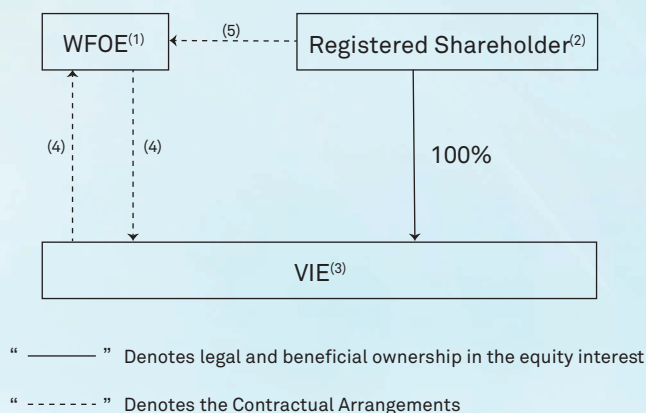 WFOE(1)
(5)
Registered Shareholder(2)
(4)
(4)
100%
VIE(3)
“ ——— ” Denotes legal and beneficial ownership in the equity interest
“ ------- ” Denotes the Contractual Arrangements